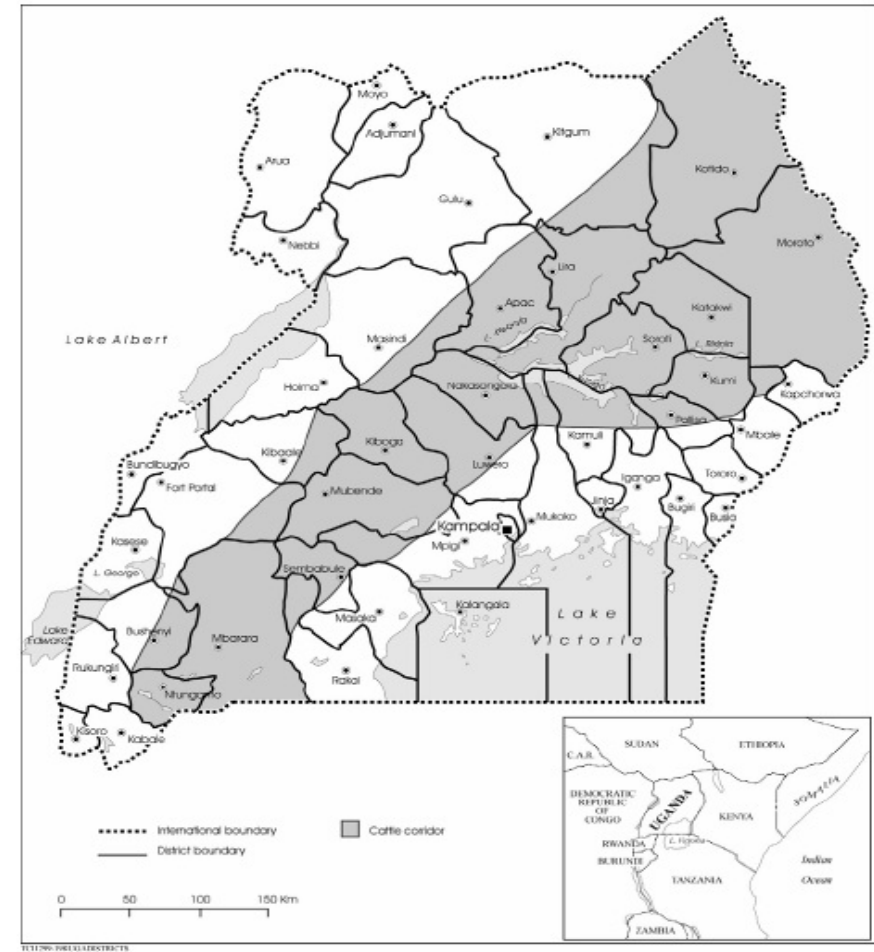 Moyo
Adjumani
Kitgum
Arua
Kotido
Gulu
Moroto
Nebbi
Lira
Apac
Katakwi
L. Kwania
Lake Albert
Masindi
Soroti
L. Bisina
Kumi
Hoima
Nakasongola
Kapchorwa
Pallisa
Mbale
Kamuli
Kiboga
Kibaale
Luwero
Bundibugyo
Fort Portal
Iganga
Tororo
Mubende
Jinja
Bugiri
Busia
Kampala
Mukoko
Mpigi
Kasese
L. George
Sembabule
Masaka
Kalangala
Lake
Victoria
Lake
Edward
Bushenyi
Mbarara
Rukungiri
Rakai
Ntungamo
Kisoro
Kabale
International boundary
District boundary
Cattle corridor
0 50 100 150 Km
SUDAN
ETHIOPIA
C.A.R.
DEMOCRATIC
REPUBLIC
OF
CONGO
UGANDA
KENYA
SOMALIA
RWANDA
L. Victoria
BURUNDI
Indian
Ocean
TANZANIA
ZAMBIA